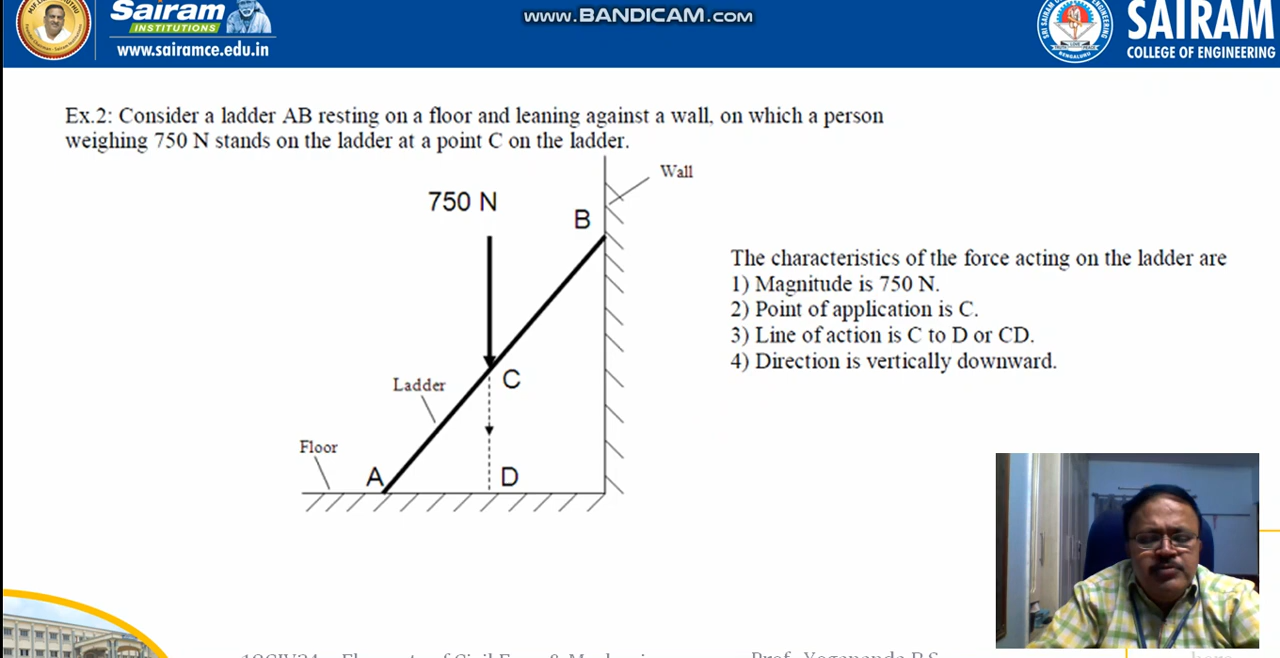 www.BANDICAM.com
Sairam
INSTITUTIONS
www.sairamce.edu.in
SAIRAM
COLLEGE OF ENGINEERING
Ex.2: Consider a ladder AB resting on a floor and leaning against a wall, on which a person
weighing 750 N stands on the ladder at a point C on the ladder.
Wall
750 N
B
The characteristics of the force acting on the ladder are
1) Magnitude is 750 N.
2) Point of application is C.
3) Line of action is C to D or CD.
4) Direction is vertically downward.
Ladder
C
Floor
A
D